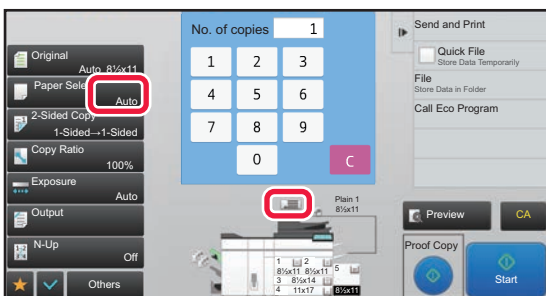 Original
Auto 8½x11
Paper Sele
Auto
2-Sided Copy
1-Sided→1-Sided
Copy Ratio
100%
Exposure
Auto
Output
N-Up
Off
Others
No. of copies 1
1 2 3
4 5 6
7 8 9
0 C
Plain 1
8½x11
1 2
8½x11 8½x11
3 8½x14
4 11x17
5
8½x11
Send and Print
Quick File
Store Data Temporarily
File
Store Data in Folder
Call Eco Program
Preview CA
Proof Copy
Start